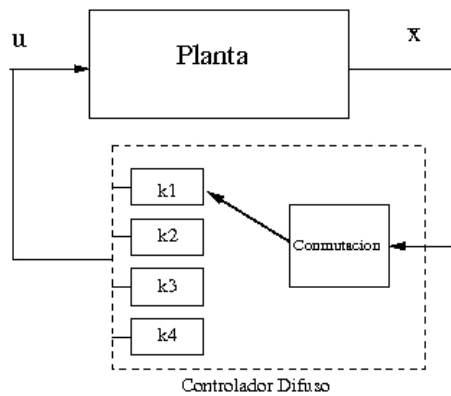 u
x
Planta
k1
k2
Conmutacion
k3
k4
Controlador Difuso